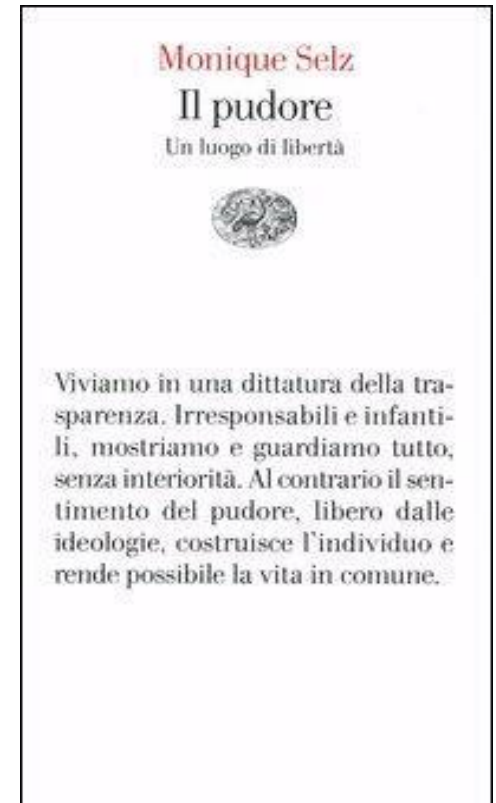 Monique Selz
Il pudore
Un luogo di libertà
Viviamo in una dittatura della tra-
sparenza. Irresponsabili e infanti-
li, mostriamo e guardiamo tutto,
senza interiorità. Al contrario il sen-
timento del pudore, libero dalle
ideologie, costruisce l'individuo e
rende possibile la vita in comune.